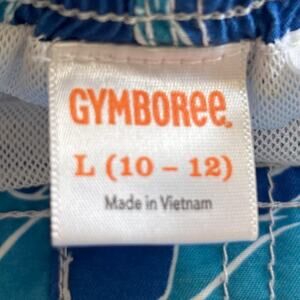 GYMBOREE.
L (10 – 12)
Made in Vietnam